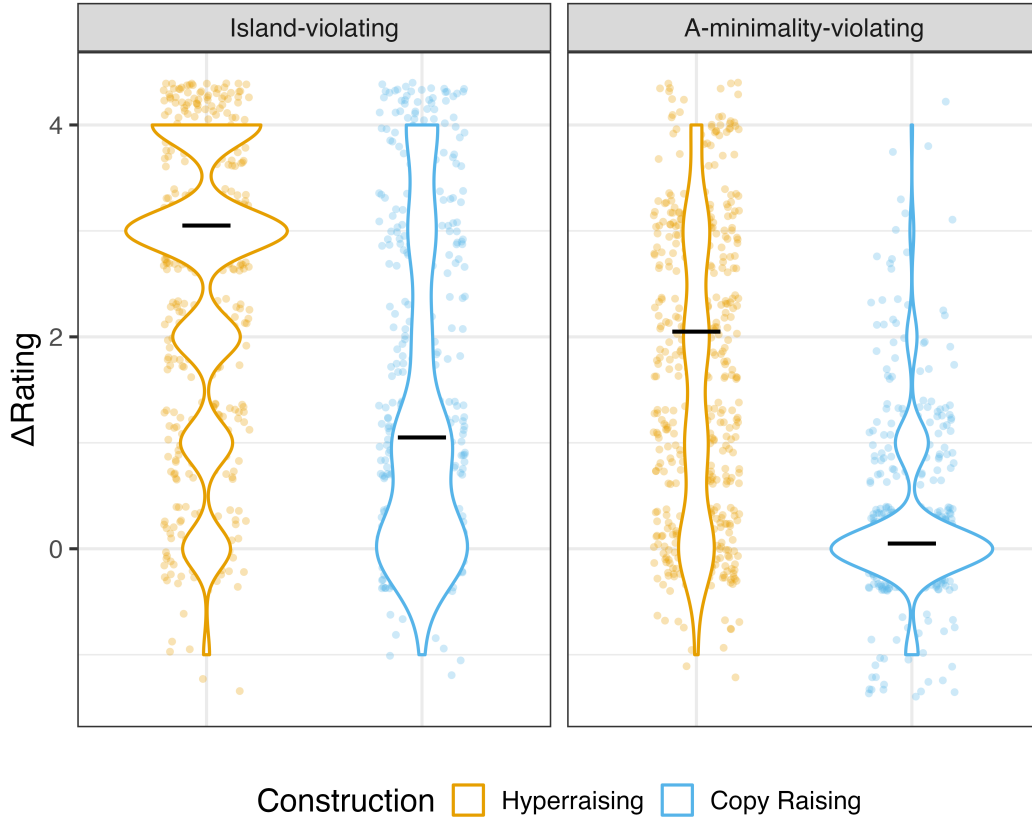 Island-violating
A-minimality-violating
ΔRating
4
2
0
Construction
Hyperraising
Copy Raising